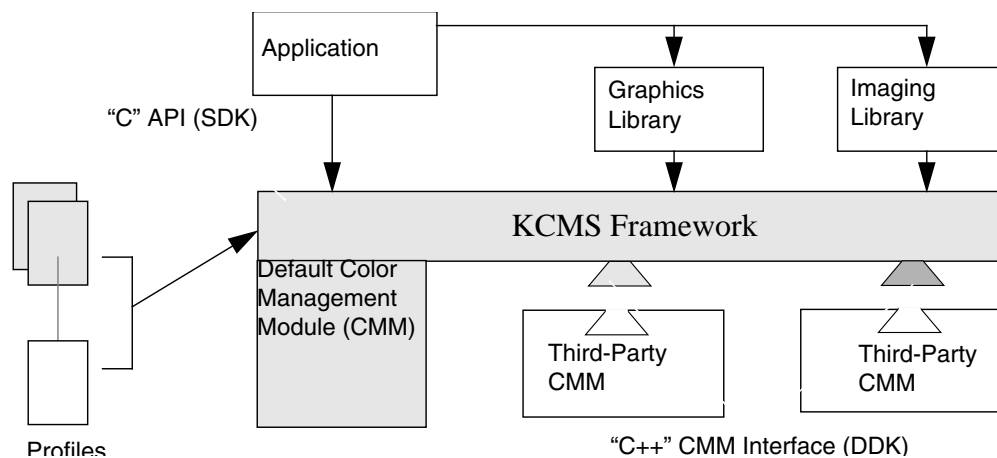 Application
Graphics
Library
Imaging
Library
“C” API (SDK)
KCMS Framework
Default Color
Management
Module (CMM)
Third-Party
CMM
Third-Party
CMM
Profiles
“C++” CMM Interface (DDK)